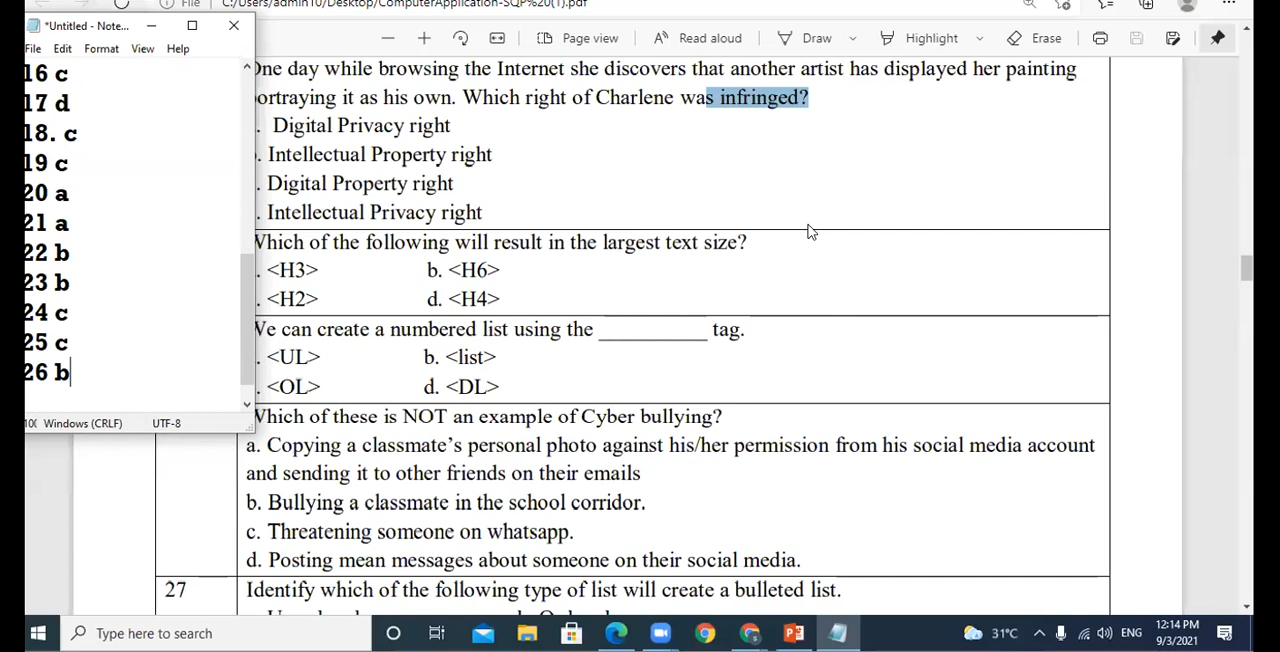 File
C:/Users/admin10/Desktop/ComputerApplication-SQP%20(1).pdf
*Untitled - Note...
File Edit Format View Help
16 c
17 d
18. c
19 c
20 a
21 a
22 b
23 b
24 c
25 c
26 b
Windows (CRLF) UTF-8
Page view Read aloud Draw Highlight Erase
One day while browsing the Internet she discovers that another artist has displayed her painting
portraying it as his own. Which right of Charlene was infringed?
. Digital Privacy right
. Intellectual Property right
. Digital Property right
. Intellectual Privacy right
Which of the following will result in the largest text size?
. <H3> b. <H6>
. <H2> d. <H4>
We can create a numbered list using the __________ tag.
. <UL> b. <list>
. <OL> d. <DL>
Which of these is NOT an example of Cyber bullying?
a. Copying a classmate's personal photo against his/her permission from his social media account
and sending it to other friends on their emails
b. Bullying a classmate in the school corridor.
c. Threatening someone on whatsapp.
d. Posting mean messages about someone on their social media.
27 Identify which of the following type of list will create a bulleted list.
Type here to search
31°C ENG 12:14 PM
9/3/2021